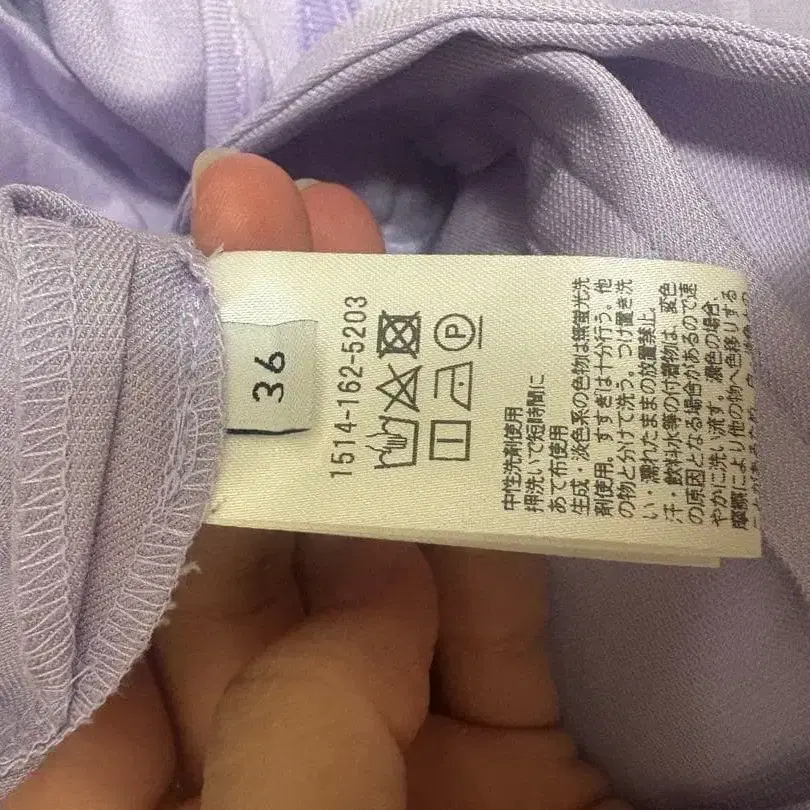 36
1514-162-5203
P
中性洗剤使用
押洗いで短時間に
あて布使用
生成・淡色系の色物は無蛍光洗
剤使用。すすぎは十分行う。他
の物と分けて洗う。つけ置き洗
い・濡れたままの放置禁止。
汗・飲料水等の付着物は、変色
の原因となる場合があるので速
やかに洗い流す。濃色の場合、
摩擦により他の物へ色移りする